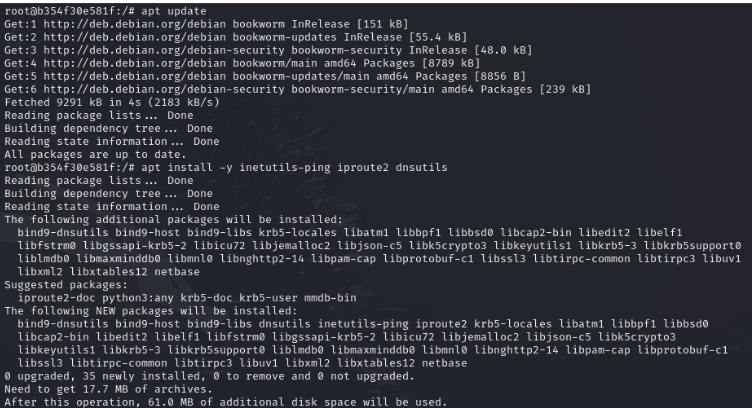 root@b354f30e581f:/# apt update
Get:1 http://deb.debian.org/debian bookworm InRelease [151 kB]
Get:2 http://deb.debian.org/debian bookworm-updates InRelease [55.4 kB]
Get:3 http://deb.debian.org/debian-security bookworm-security InRelease [48.0 kB]
Get:4 http://deb.debian.org/debian bookworm/main amd64 Packages [8789 kB]
Get:5 http://deb.debian.org/debian bookworm-updates/main amd64 Packages [8856 B]
Get:6 http://deb.debian.org/debian-security bookworm-security/main amd64 Packages [239 kB]
Fetched 9291 kB in 4s (2183 kB/s)
Reading package lists... Done
Building dependency tree... Done
Reading state information... Done
All packages are up to date.
root@b354f30e581f:/# apt install -y inetutils-ping iproute2 dnsutils
Reading package lists... Done
Building dependency tree... Done
Reading state information... Done
The following additional packages will be installed:
bind9-dnsutils bind9-host bind9-libs krb5-locales libatm1 libbpf1 libbsd0 libcap2-bin libedit2 libelf1
libfstrm0 libgssapi-krb5-2 libicu72 libjemalloc2 libjson-c5 libk5crypto3 libkeyutils1 libkrb5-3 libkrb5support0
liblmdb0 libmaxminddb0 libmnl0 libnghttp2-14 libpam-cap libprotobuf-c1 libssl3 libtirpc-common libtirpc3 libuv1
libxml2 libxtables12 netbase
Suggested packages:
iproute2-doc python3:any krb5-doc krb5-user mmdb-bin
The following NEW packages will be installed:
bind9-dnsutils bind9-host bind9-libs dnsutils inetutils-ping iproute2 krb5-locales libatm1 libbpf1 libbsd0
libcap2-bin libedit2 libelf1 libfstrm0 libgssapi-krb5-2 libicu72 libjemalloc2 libjson-c5 libk5crypto3
libkeyutils1 libkrb5-3 libkrb5support0 liblmdb0 libmaxminddb0 libmnl0 libnghttp2-14 libpam-cap libprotobuf-c1
libssl3 libtirpc-common libtirpc3 libuv1 libxml2 libxtables12 netbase
0 upgraded, 35 newly installed, 0 to remove and 0 not upgraded.
Need to get 17.7 MB of archives.
After this operation, 61.0 MB of additional disk space will be used.